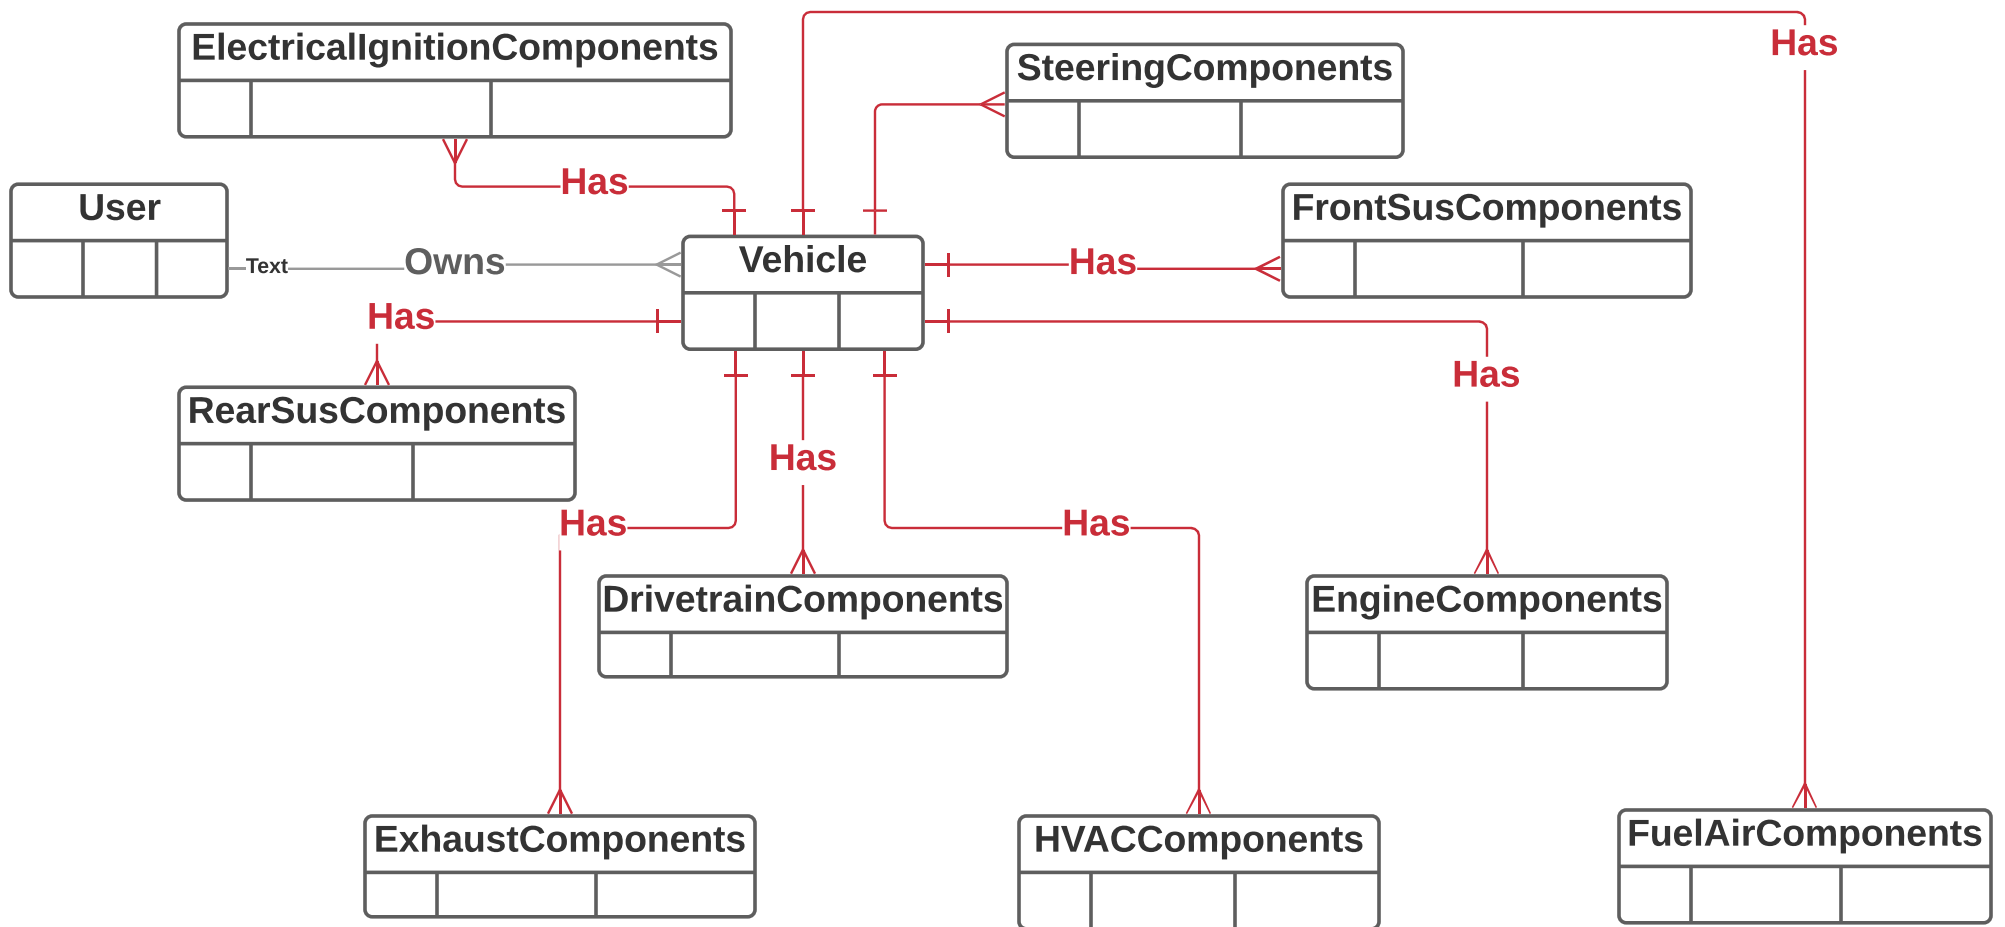 ElectricalIgnitionComponents
Has
SteeringComponents
Has
User
FrontSusComponents
Text
Owns
Vehicle
Has
Has
Has
RearSusComponents
Has
Has
Has
DrivetrainComponents
EngineComponents
ExhaustComponents
HVACComponents
FuelAirComponents